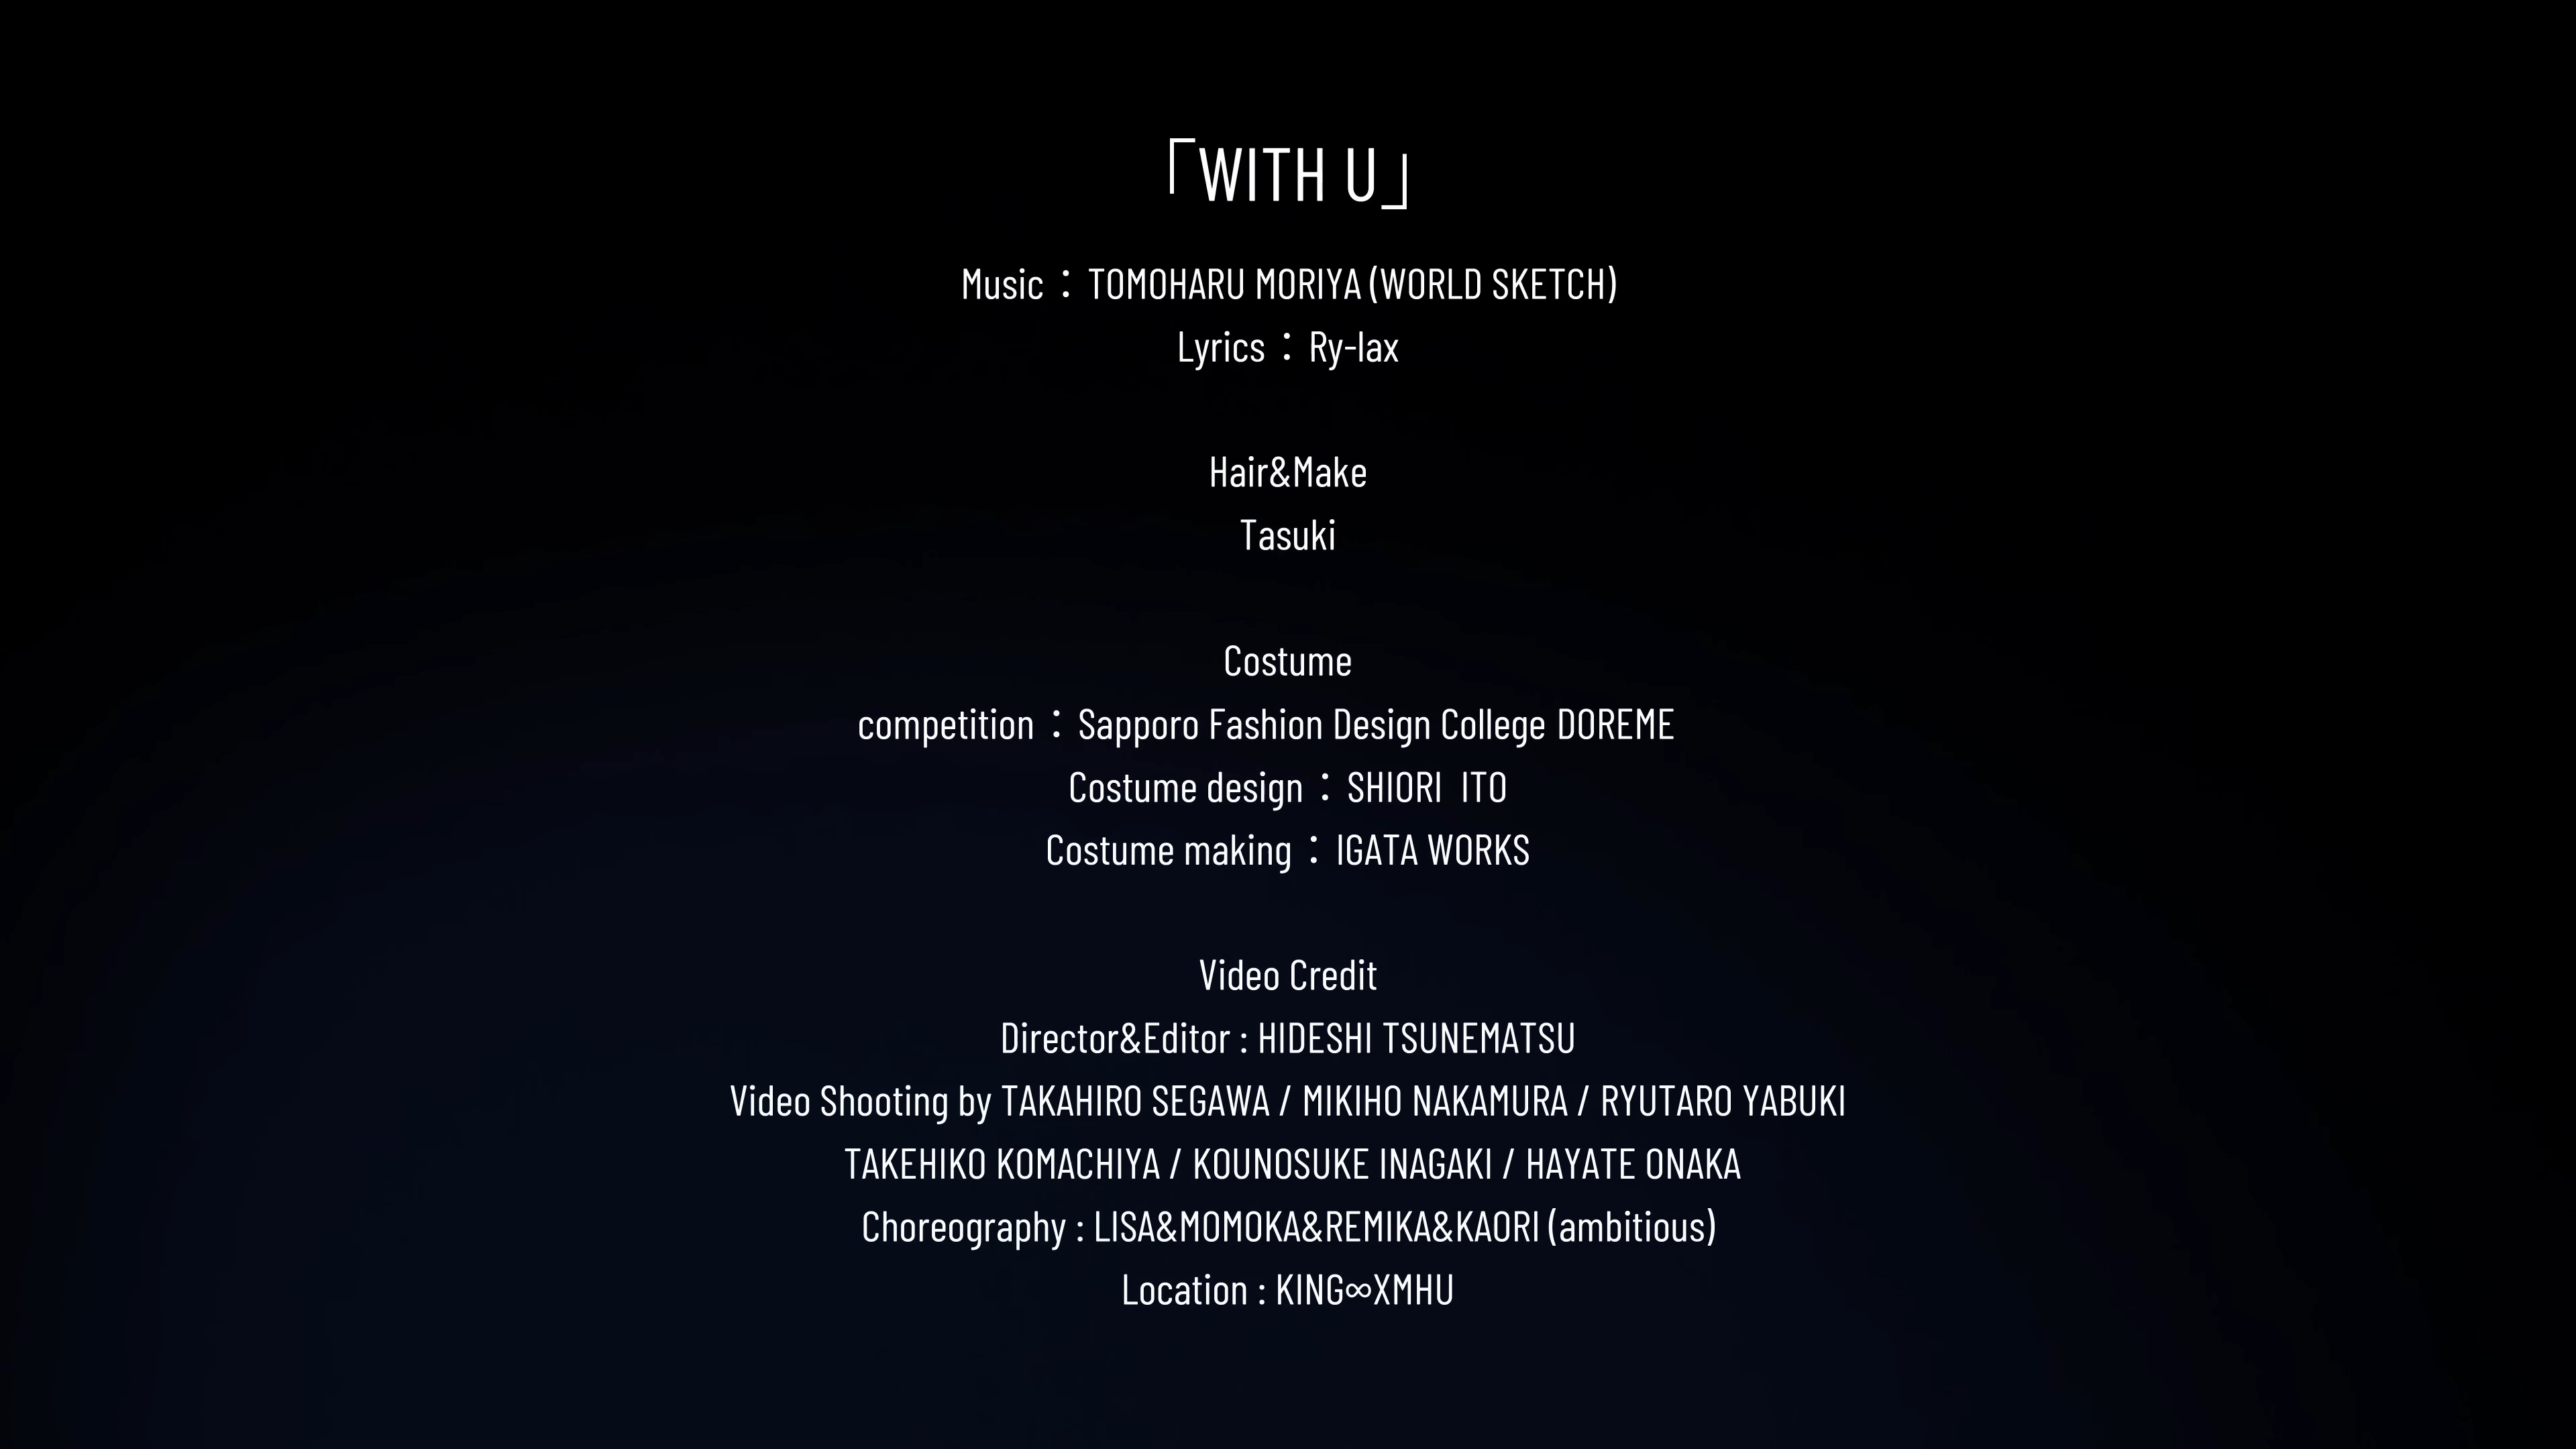 「WITH U」
Music：TOMOHARU MORIYA (WORLD SKETCH)
Lyrics：Ry-lax
Hair&Make
Tasuki
Costume
competition：Sapporo Fashion Design College DOREME
Costume design：SHIORI  ITO
Costume making：IGATA WORKS
Video Credit
Director&Editor : HIDESHI TSUNEMATSU
Video Shooting by TAKAHIRO SEGAWA / MIKIHO NAKAMURA / RYUTARO YABUKI
TAKEHIKO KOMACHIYA / KOUNOSUKE INAGAKI / HAYATE ONAKA
Choreography : LISA&MOMOKA&REMIKA&KAORI (ambitious)
Location : KING∞XMHU